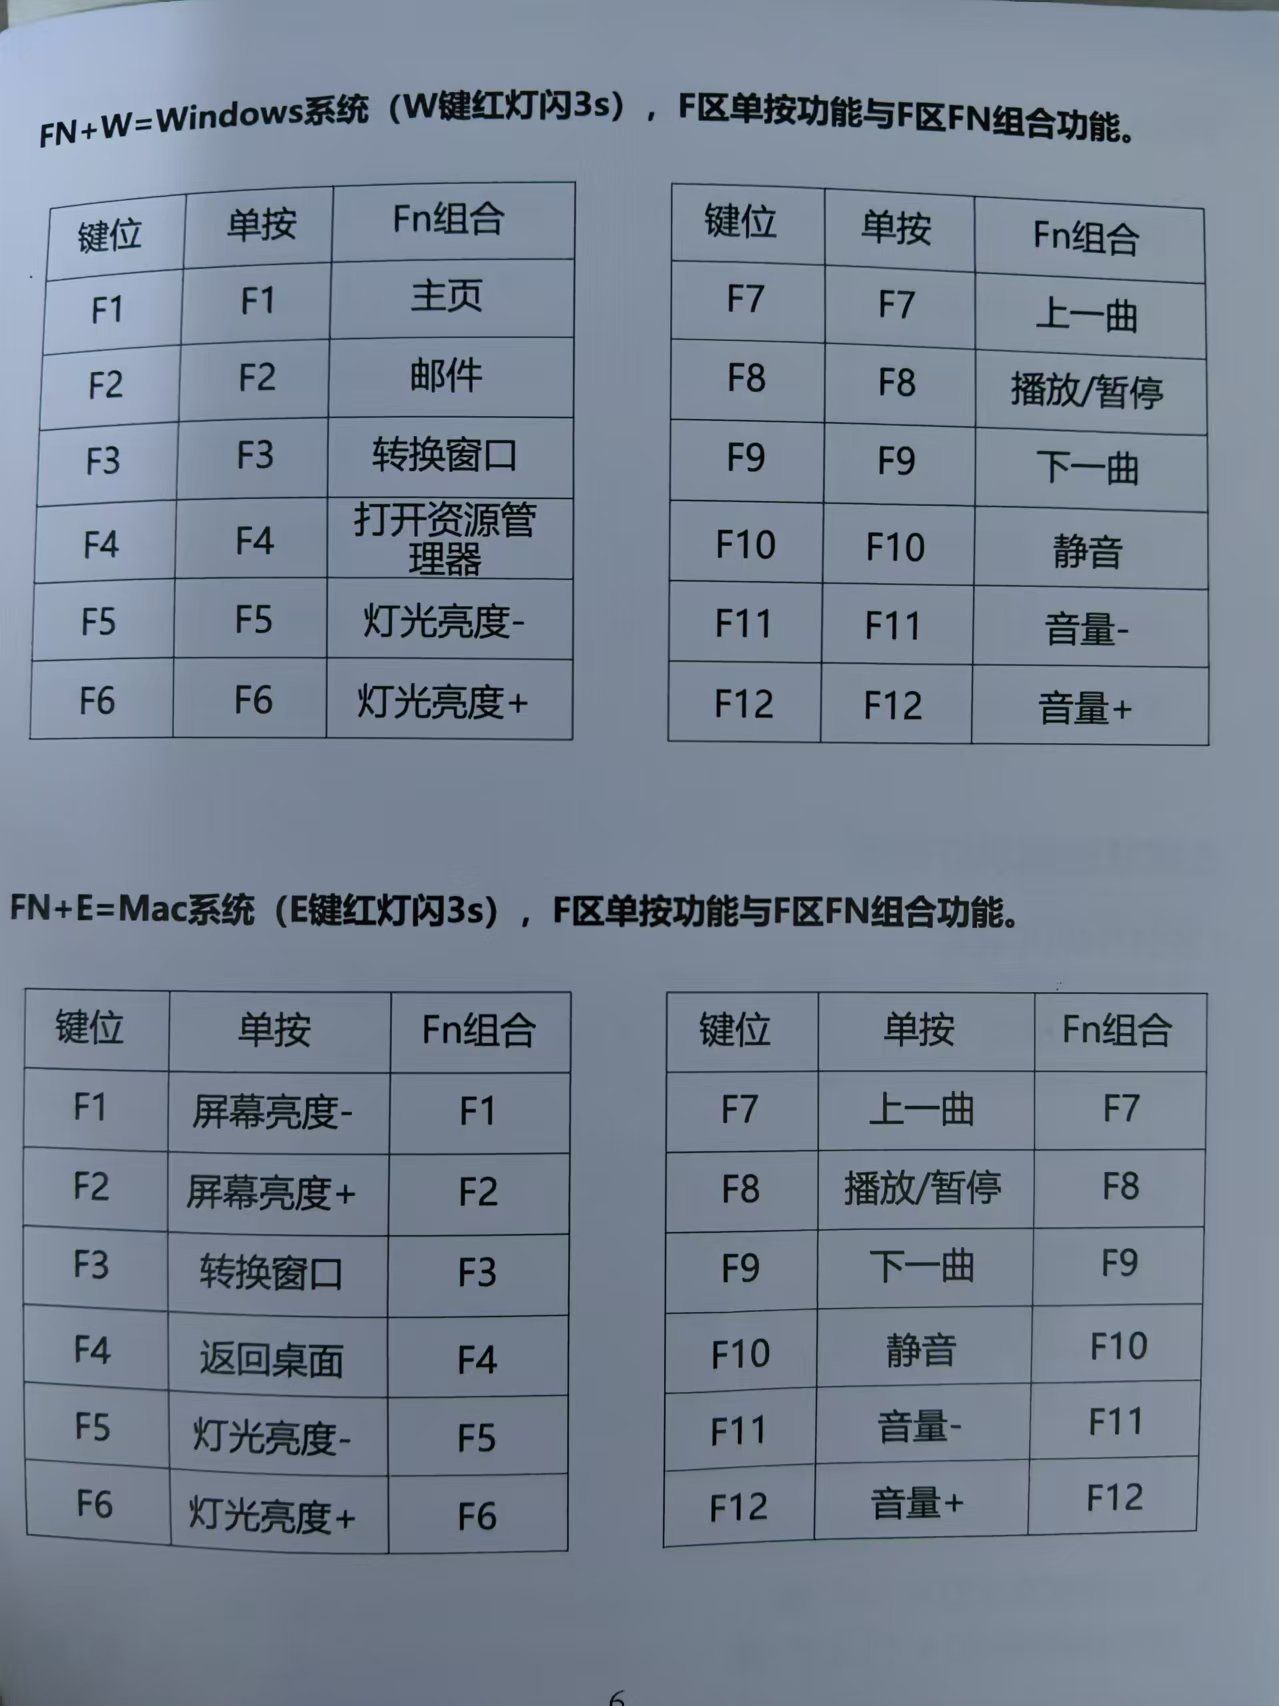 FN+W=Windows系统（W键红灯闪3s），F区单按功能与F区FN组合功能。
键位 单按 Fn组合
F1 F1 主页
F2 F2 邮件
F3 F3 转换窗口
F4 F4 打开资源管
理器
F5 F5 灯光亮度-
F6 F6 灯光亮度+
键位 单按 Fn组合
F7 F7 上一曲
F8 F8 播放/暂停
F9 F9 下一曲
F10 F10 静音
F11 F11 音量-
F12 F12 音量+
FN+E=Mac系统（E键红灯闪3s），F区单按功能与F区FN组合功能。
键位 单按 Fn组合
F1 屏幕亮度- F1
F2 屏幕亮度+ F2
F3 转换窗口 F3
F4 返回桌面 F4
F5 灯光亮度- F5
F6 灯光亮度+ F6
键位 单按 Fn组合
F7 上一曲 F7
F8 播放/暂停 F8
F9 下一曲 F9
F10 静音 F10
F11 音量- F11
F12 音量+ F12
6